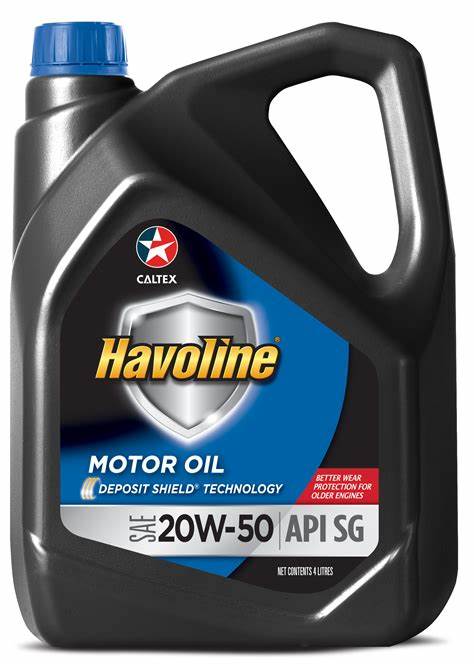 CALTEX
Havoline®
MOTOR OIL
DEPOSIT SHIELD® TECHNOLOGY
BETTER WEAR
PROTECTION FOR
OLDER ENGINES
SAE 20W-50 API SG
NET CONTENTS 4 LITRES